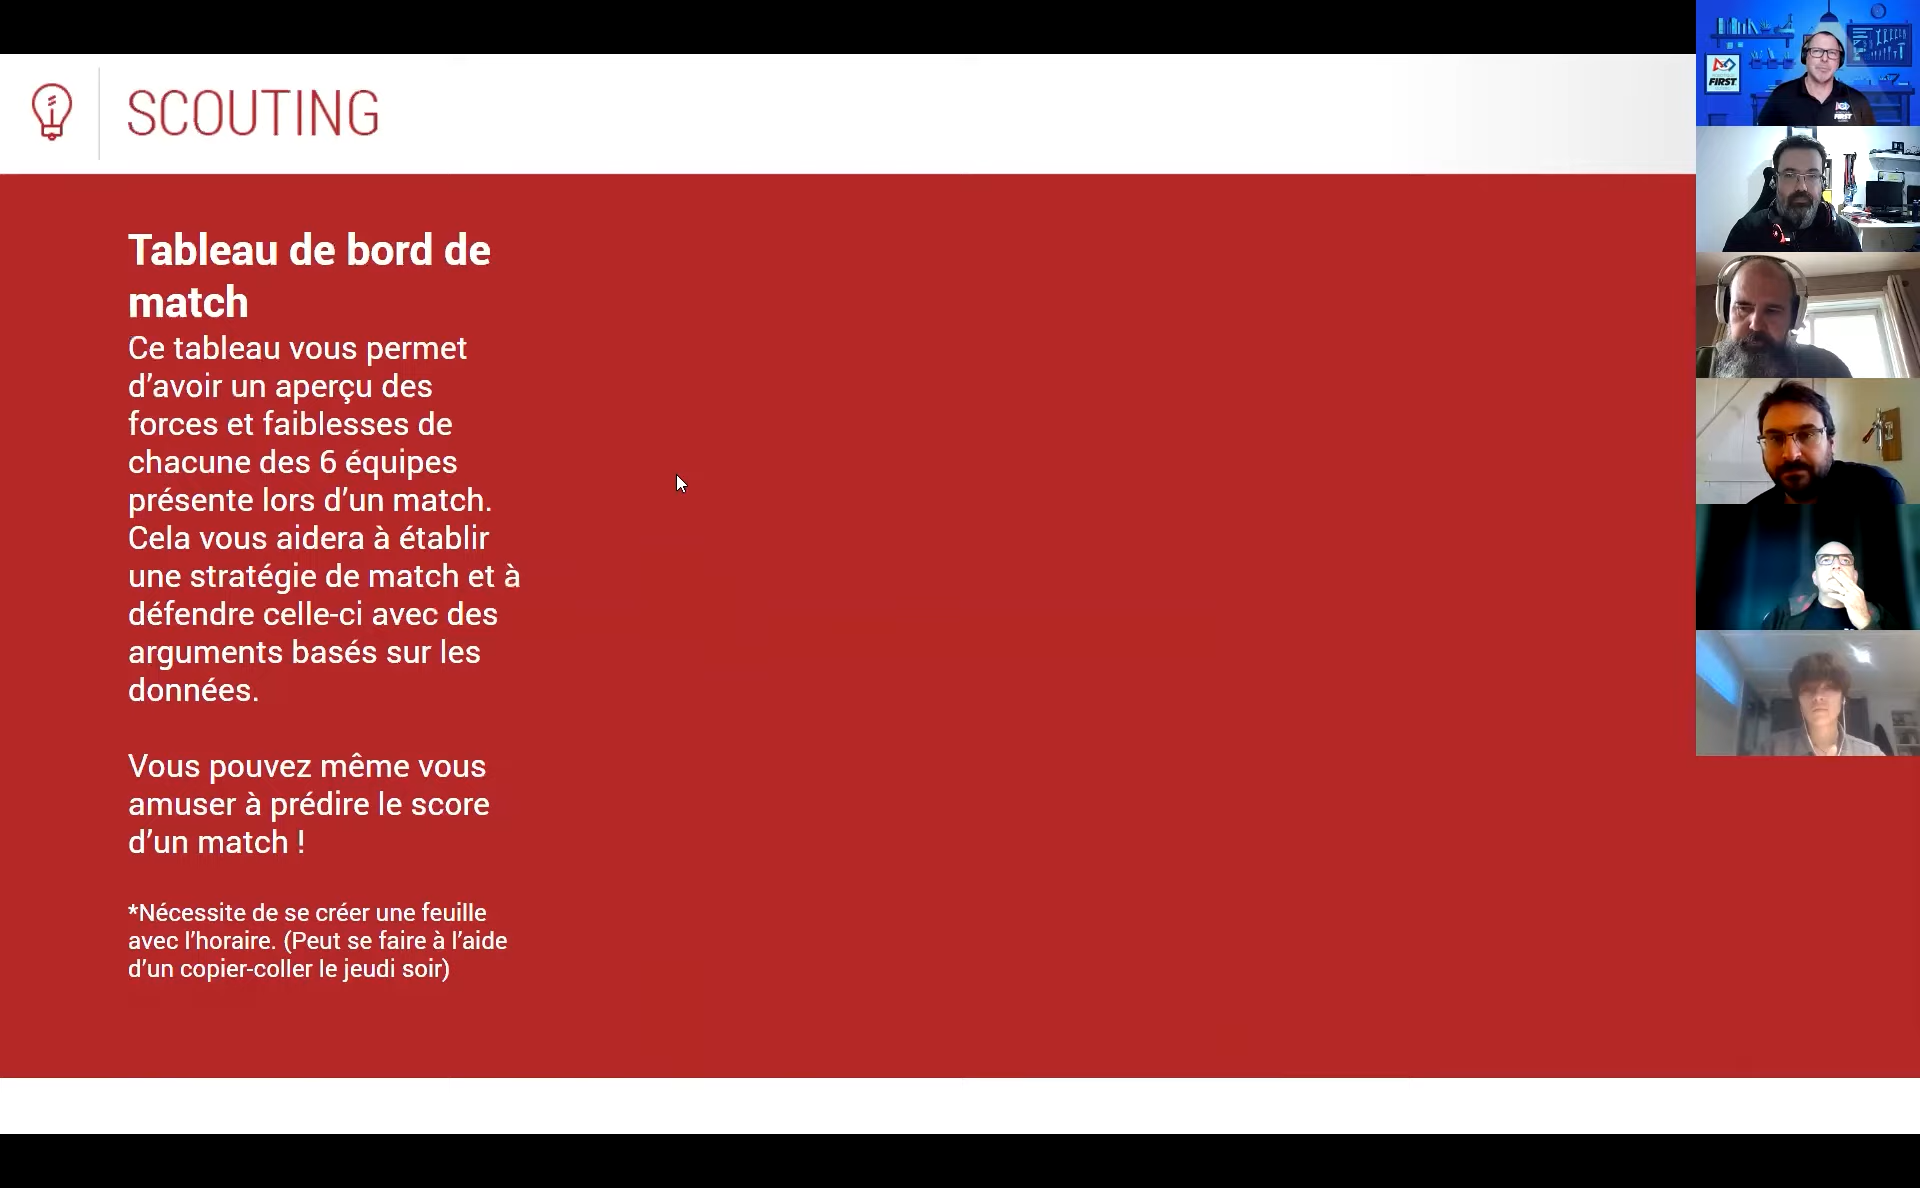 SCOUTING
Tableau de bord de
match
Ce tableau vous permet
d’avoir un aperçu des
forces et faiblesses de
chacune des 6 équipes
présente lors d’un match.
Cela vous aidera à établir
une stratégie de match et à
défendre celle-ci avec des
arguments basés sur les
données.
Vous pouvez même vous
amuser à prédire le score
d’un match !
*Nécessite de se créer une feuille
avec l’horaire. (Peut se faire à l’aide
d’un copier-coller le jeudi soir)
FIRST
FIRST